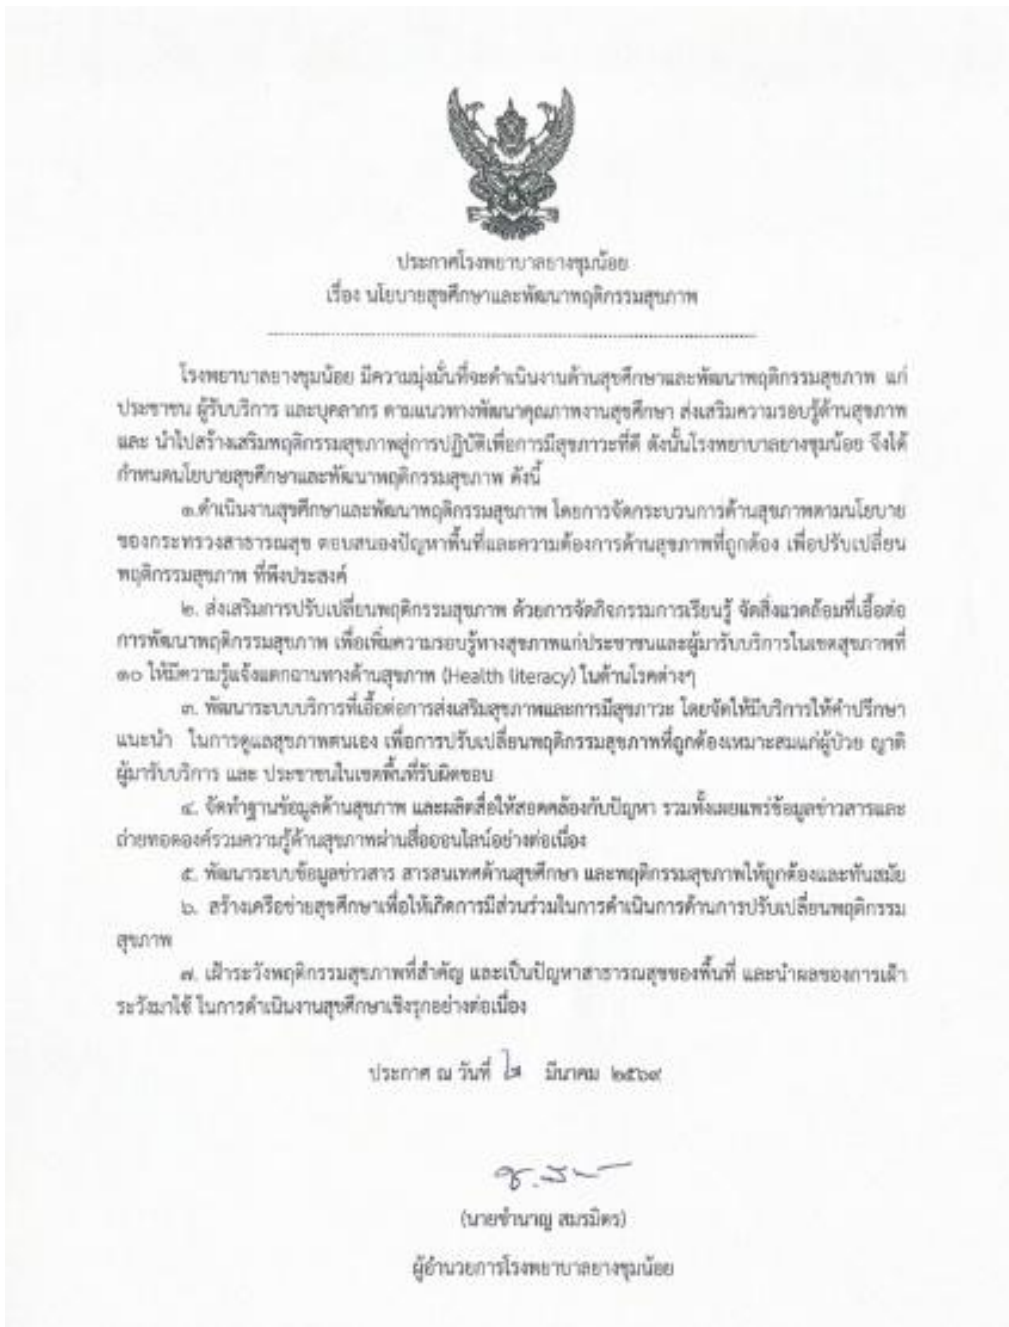 ประกาศโรงพยาบาลยางชุมน้อย
เรื่อง นโยบายสุขศึกษาและพัฒนาพฤติกรรมสุขภาพ
โรงพยาบาลยางชุมน้อย มีความมุ่งมั่นที่จะดำเนินงานด้านสุขศึกษาและพัฒนาพฤติกรรมสุขภาพ แก่
ประชาชน ผู้รับบริการ และบุคลากร ตามแนวทางพัฒนาคุณภาพงานสุขศึกษา ส่งเสริมความรอบรู้ด้านสุขภาพ
และ นำไปสร้างเสริมพฤติกรรมสุขภาพสู่การปฏิบัติเพื่อการมีสุขภาวะที่ดี ดังนั้นโรงพยาบาลยางชุมน้อย จึงได้
กำหนดนโยบายสุขศึกษาและพัฒนาพฤติกรรมสุขภาพ ดังนี้
๑.ดำเนินงานสุขศึกษาและพัฒนาพฤติกรรมสุขภาพ โดยการจัดกระบวนการด้านสุขภาพตามนโยบาย
ของกระทรวงสาธารณสุข ตอบสนองปัญหาพื้นที่และความต้องการด้านสุขภาพที่ถูกต้อง เพื่อปรับเปลี่ยน
พฤติกรรมสุขภาพ ที่พึงประสงค์
๒. ส่งเสริมการปรับเปลี่ยนพฤติกรรมสุขภาพ ด้วยการจัดกิจกรรมการเรียนรู้ จัดสิ่งแวดล้อมที่เอื้อต่อ
การพัฒนาพฤติกรรมสุขภาพ เพื่อเพิ่มความรอบรู้ทางสุขภาพแก่ประชาชนและผู้มารับบริการในเขตสุขภาพที่
๑๐ ให้มีความรู้แจ้งแตกฉานทางด้านสุขภาพ (Health literacy) ในด้านโรคต่างๆ
๓. พัฒนาระบบบริการที่เอื้อต่อการส่งเสริมสุขภาพและการมีสุขภาวะ โดยจัดให้มีบริการให้คำปรึกษา
แนะนำ ในการดูแลสุขภาพตนเอง เพื่อการปรับเปลี่ยนพฤติกรรมสุขภาพที่ถูกต้องเหมาะสมแก่ผู้ป่วย ญาติ
ผู้มารับบริการ และ ประชาชนในเขตพื้นที่รับผิดชอบ
๔. จัดทำฐานข้อมูลด้านสุขภาพ และผลิตสื่อให้สอดคล้องกับปัญหา รวมทั้งเผยแพร่ข้อมูลข่าวสารและ
ถ่ายทอดองค์รวมความรู้ด้านสุขภาพผ่านสื่อออนไลน์อย่างต่อเนื่อง
๕. พัฒนาระบบข้อมูลข่าวสาร สารสนเทศด้านสุขศึกษา และพฤติกรรมสุขภาพให้ถูกต้องและทันสมัย
๖. สร้างเครือข่ายสุขศึกษาเพื่อให้เกิดการมีส่วนร่วมในการดำเนินการด้านการปรับเปลี่ยนพฤติกรรม
สุขภาพ
๗. เฝ้าระวังพฤติกรรมสุขภาพที่สำคัญ และเป็นปัญหาสาธารณสุขของพื้นที่ และนำผลของการเฝ้า
ระวังมาใช้ ในการดำเนินงานสุขศึกษาเชิงรุกอย่างต่อเนื่อง
ประกาศ ณ วันที่ มีนาคม ๒๕๖๙
(นายชำนาญ สมรมิตร)
ผู้อำนวยการโรงพยาบาลยางชุมน้อย